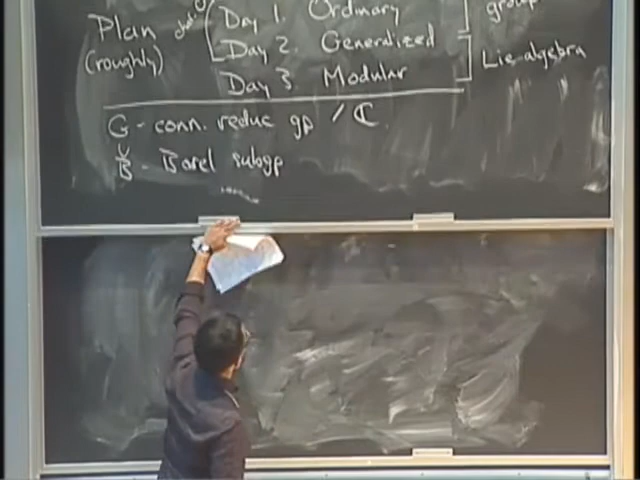 Plan
(roughly)
Day 1. Ordinary
Day 2. Generalized
Day 3. Modular
group
Lie-algebra
G - conn. reduc gp / ℂ.
B - Borel subgp